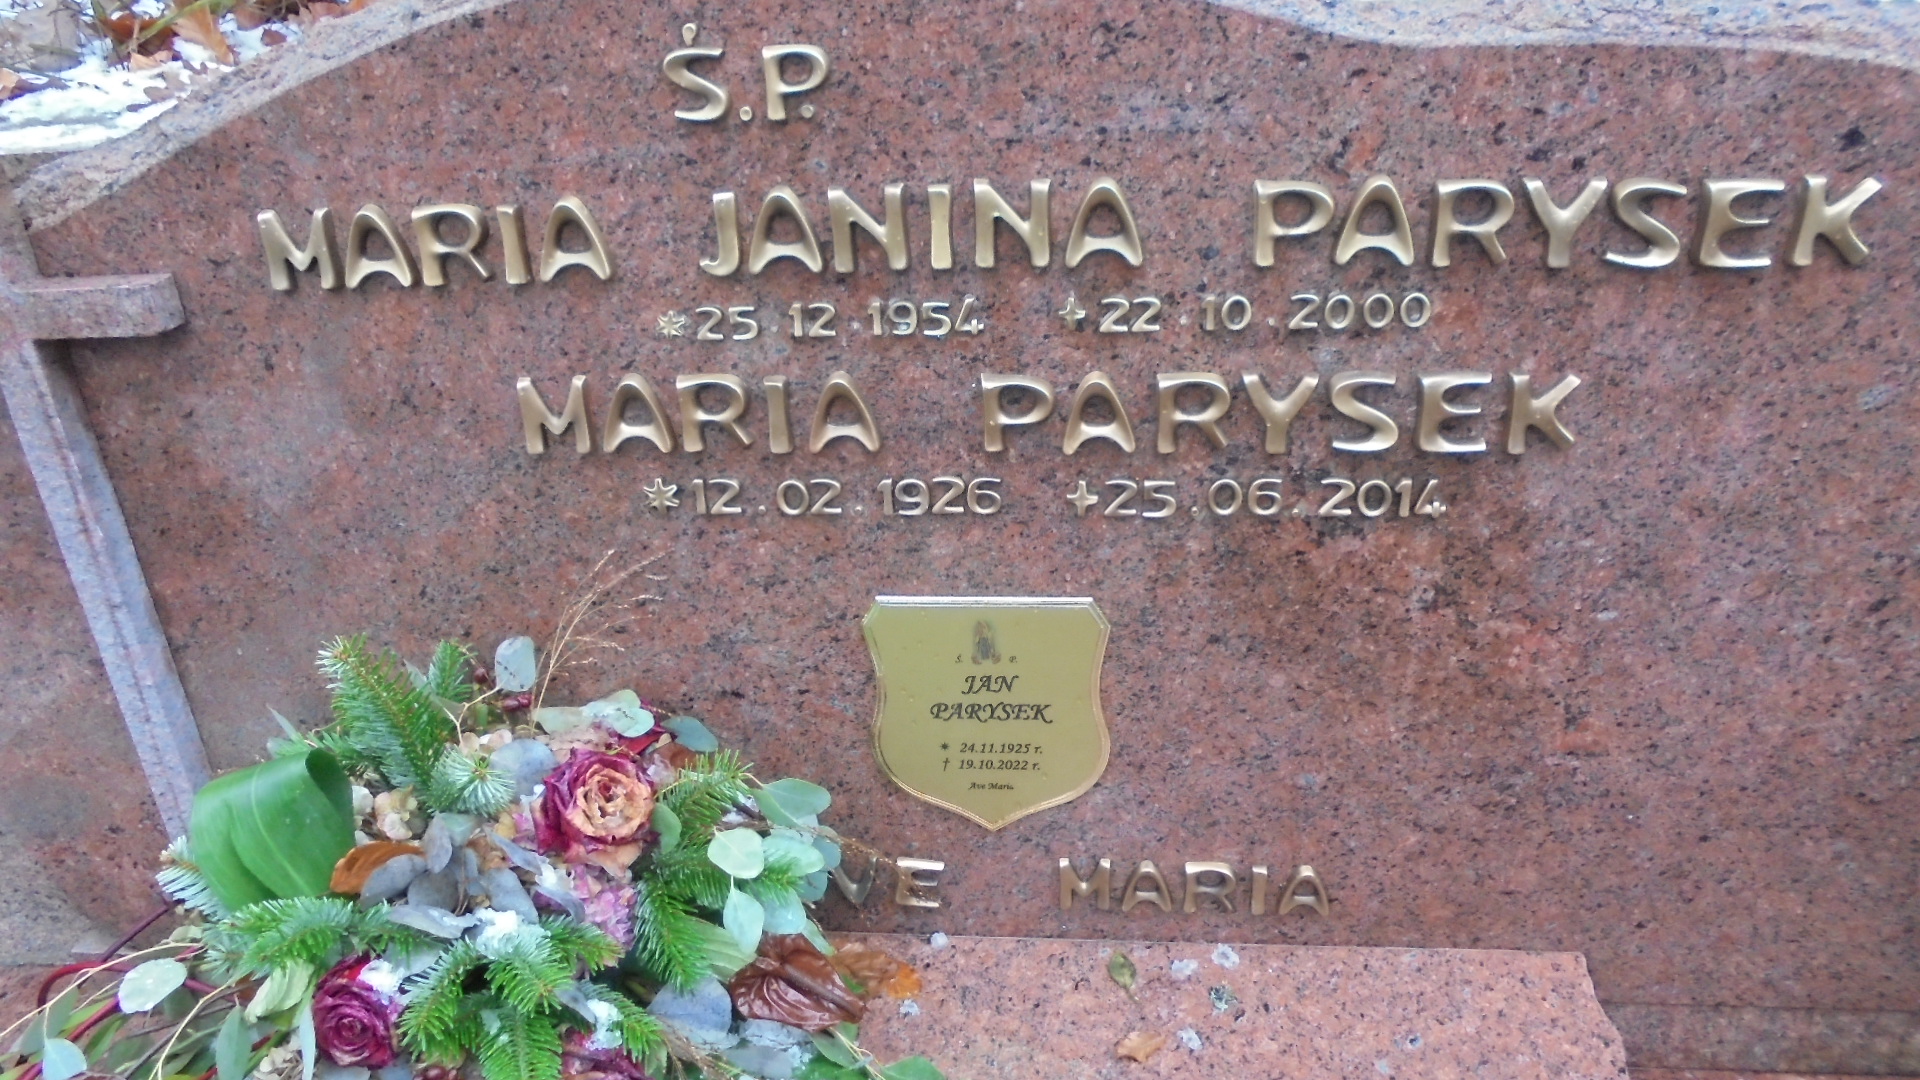 Ś.P.
MARIA JANINA PARYSEK
*25.12.1954 +22.10.2000
MARIA PARYSEK
*12.02.1926 +25.06.2014
Ś. P.
JAN
PARYSEK
* 24.11.1925 r.
† 19.10.2022 r.
Ave Maria
VE MARIA